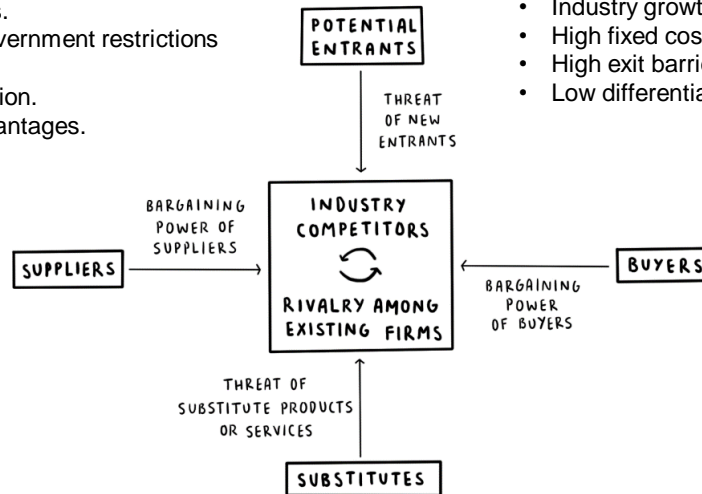 s.
vernment restrictions
ion.
antages.
• Industry growth
• High fixed cos
• High exit barrie
• Low differentia
POTENTIAL
ENTRANTS
THREAT
OF NEW
ENTRANTS
BARGAINING
POWER OF
SUPPLIERS
SUPPLIERS
INDUSTRY
COMPETITORS
RIVALRY AMONG
EXISTING FIRMS
BUYERS
BARGAINING
POWER
OF BUYERS
THREAT OF
SUBSTITUTE PRODUCTS
OR SERVICES
SUBSTITUTES